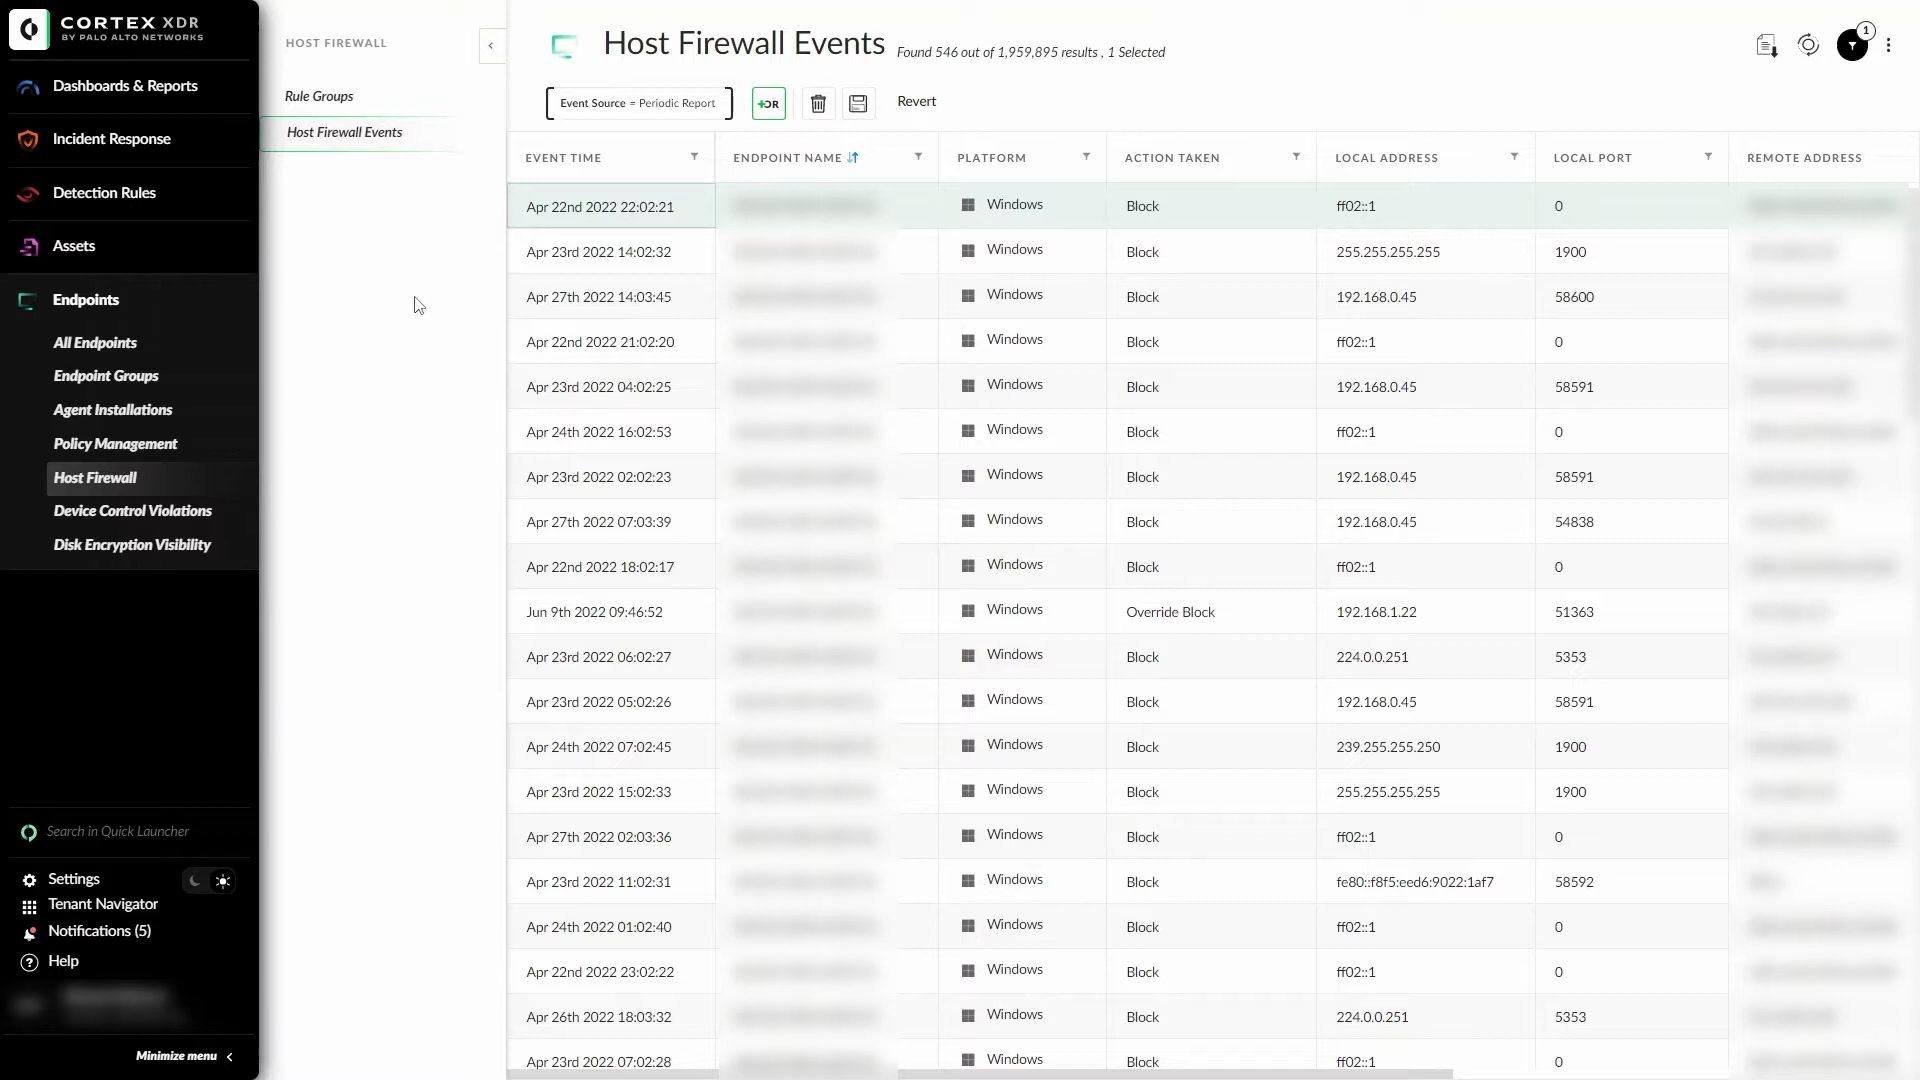 CORTEX XDR
BY PALO ALTO NETWORKS
Dashboards & Reports
Incident Response
Detection Rules
Assets
Endpoints
All Endpoints
Endpoint Groups
Agent Installations
Policy Management
Host Firewall
Device Control Violations
Disk Encryption Visibility
Search in Quick Launcher
Settings
Tenant Navigator
Notifications (5)
Help
Minimize menu
HOST FIREWALL
Rule Groups
Host Firewall Events
Host Firewall Events Found 546 out of 1,959,895 results , 1 Selected
1
Event Source = Periodic Report
+OR
Revert
EVENT TIME ENDPOINT NAME PLATFORM ACTION TAKEN LOCAL ADDRESS LOCAL PORT REMOTE ADDRESS
Apr 22nd 2022 22:02:21 Windows Block ff02::1 0
Apr 23rd 2022 14:02:32 Windows Block 255.255.255.255 1900
Apr 27th 2022 14:03:45 Windows Block 192.168.0.45 58600
Apr 22nd 2022 21:02:20 Windows Block ff02::1 0
Apr 23rd 2022 04:02:25 Windows Block 192.168.0.45 58591
Apr 24th 2022 16:02:53 Windows Block ff02::1 0
Apr 23rd 2022 02:02:23 Windows Block 192.168.0.45 58591
Apr 27th 2022 07:03:39 Windows Block 192.168.0.45 54838
Apr 22nd 2022 18:02:17 Windows Block ff02::1 0
Jun 9th 2022 09:46:52 Windows Override Block 192.168.1.22 51363
Apr 23rd 2022 06:02:27 Windows Block 224.0.0.251 5353
Apr 23rd 2022 05:02:26 Windows Block 192.168.0.45 58591
Apr 24th 2022 07:02:45 Windows Block 239.255.255.250 1900
Apr 23rd 2022 15:02:33 Windows Block 255.255.255.255 1900
Apr 27th 2022 02:03:36 Windows Block ff02::1 0
Apr 23rd 2022 11:02:31 Windows Block fe80::f8f5:eed6:9022:1af7 58592
Apr 24th 2022 01:02:40 Windows Block ff02::1 0
Apr 22nd 2022 23:02:22 Windows Block ff02::1 0
Apr 26th 2022 18:03:32 Windows Block 224.0.0.251 5353
Apr 23rd 2022 07:02:28 Windows Block ff02::1 0